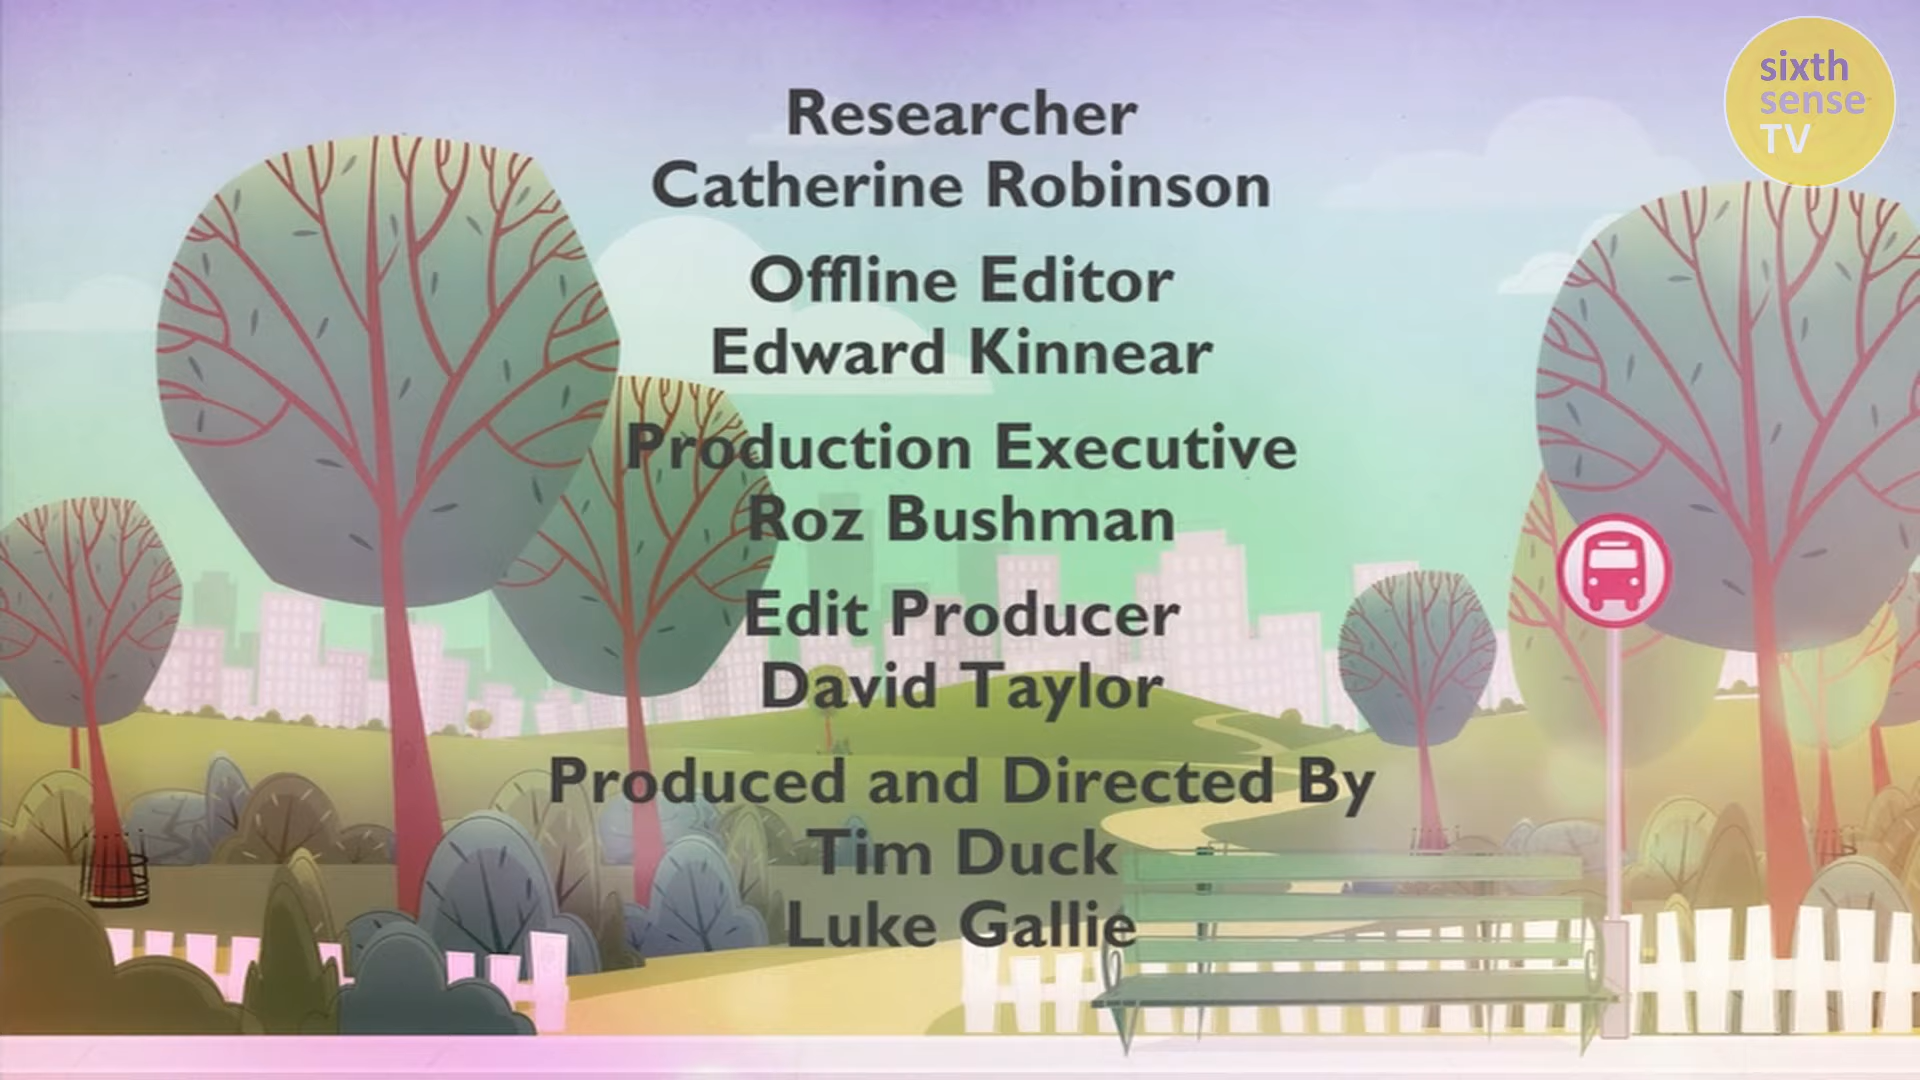 Researcher
Catherine Robinson
Offline Editor
Edward Kinnear
Production Executive
Roz Bushman
Edit Producer
David Taylor
Produced and Directed By
Tim Duck
Luke Gallie
sixth
sense
TV